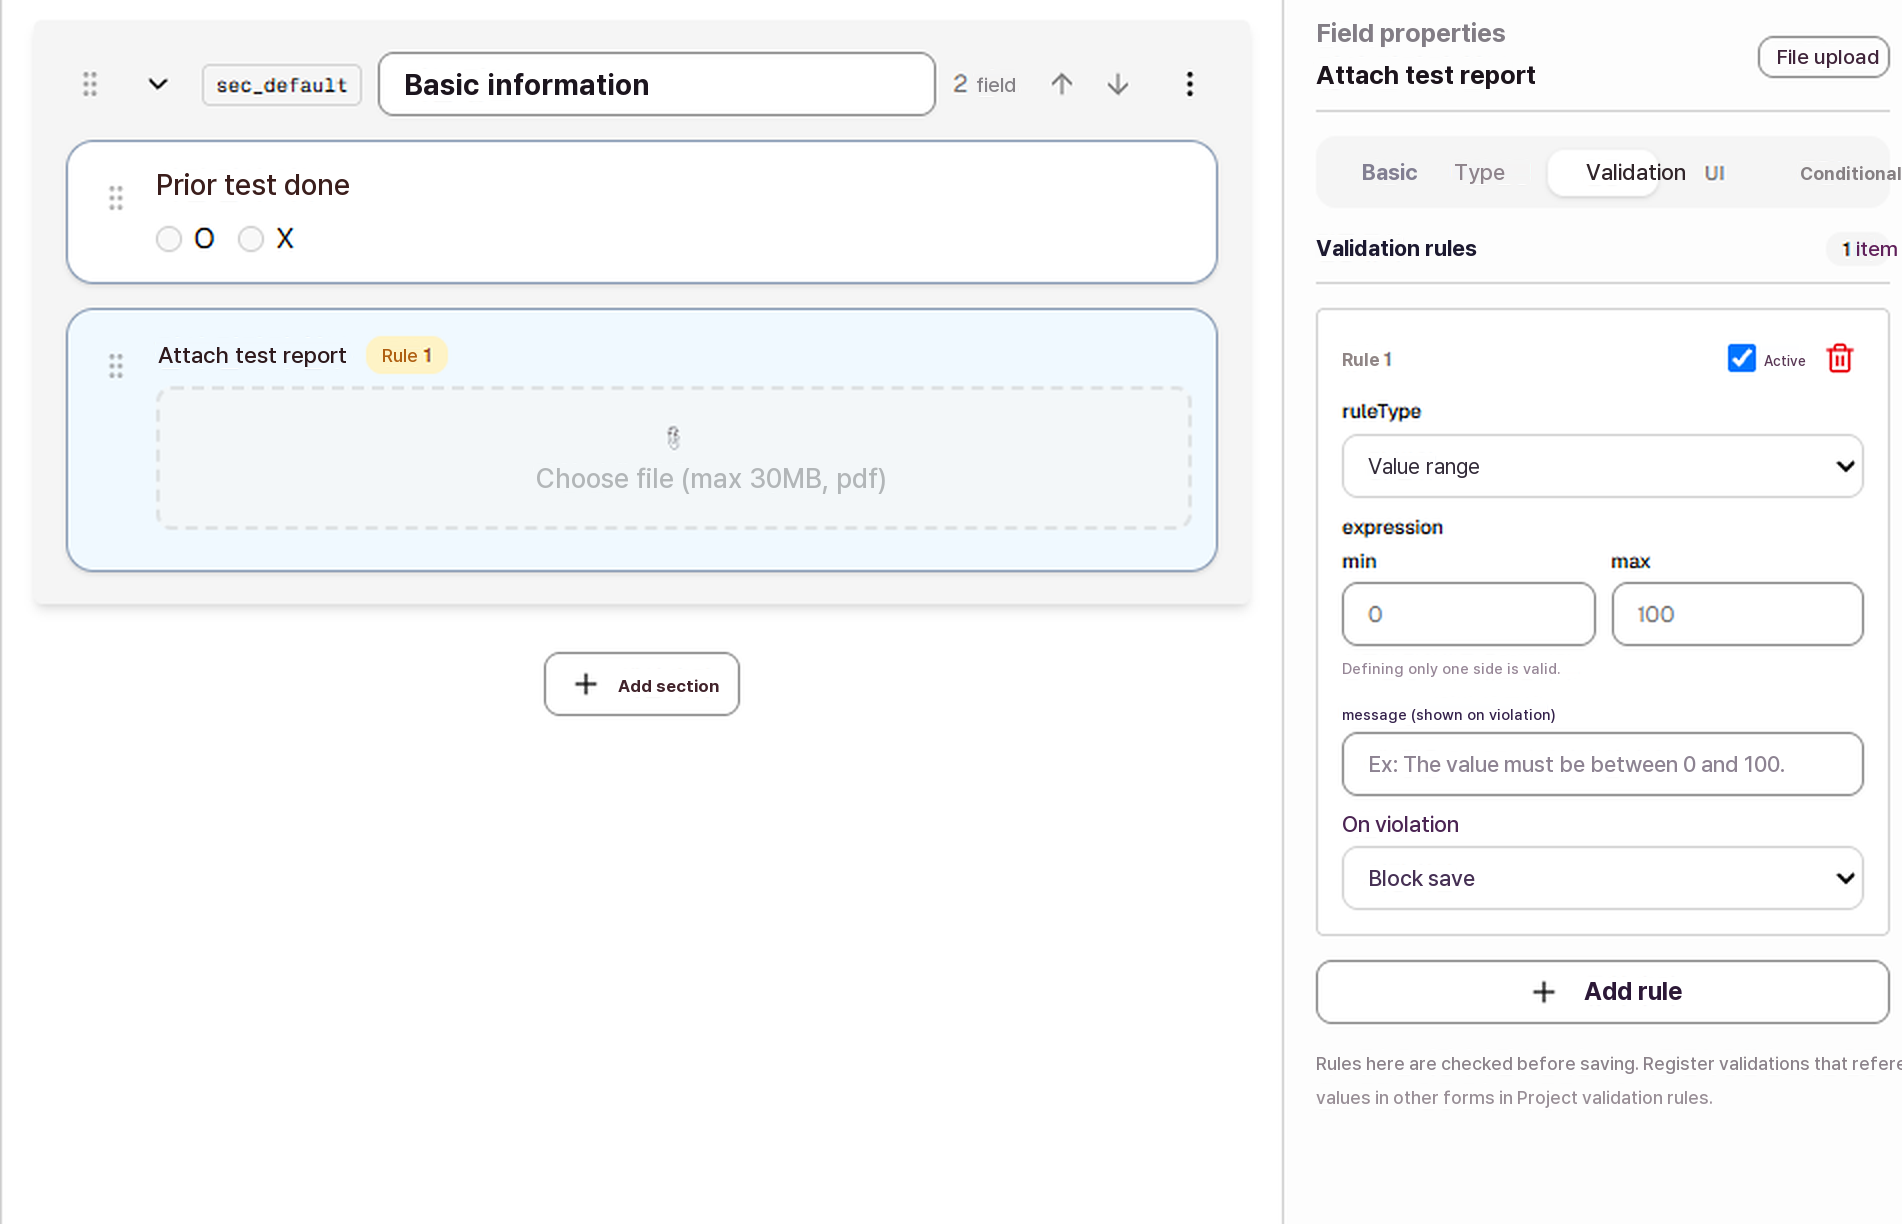 sec_default
Basic information
2 field
Prior test done
O
X
Attach test report
Rule 1
Choose file (max 30MB, pdf)
Add section
Field properties
Attach test report
File upload
Basic
Type
Validation
UI
Conditional
Validation rules
1 item
Rule 1
Active
ruleType
Value range
expression
min
max
0
100
Defining only one side is valid.
message (shown on violation)
Ex: The value must be between 0 and 100.
On violation
Block save
Add rule
Rules here are checked before saving. Register validations that refere
values in other forms in Project validation rules.